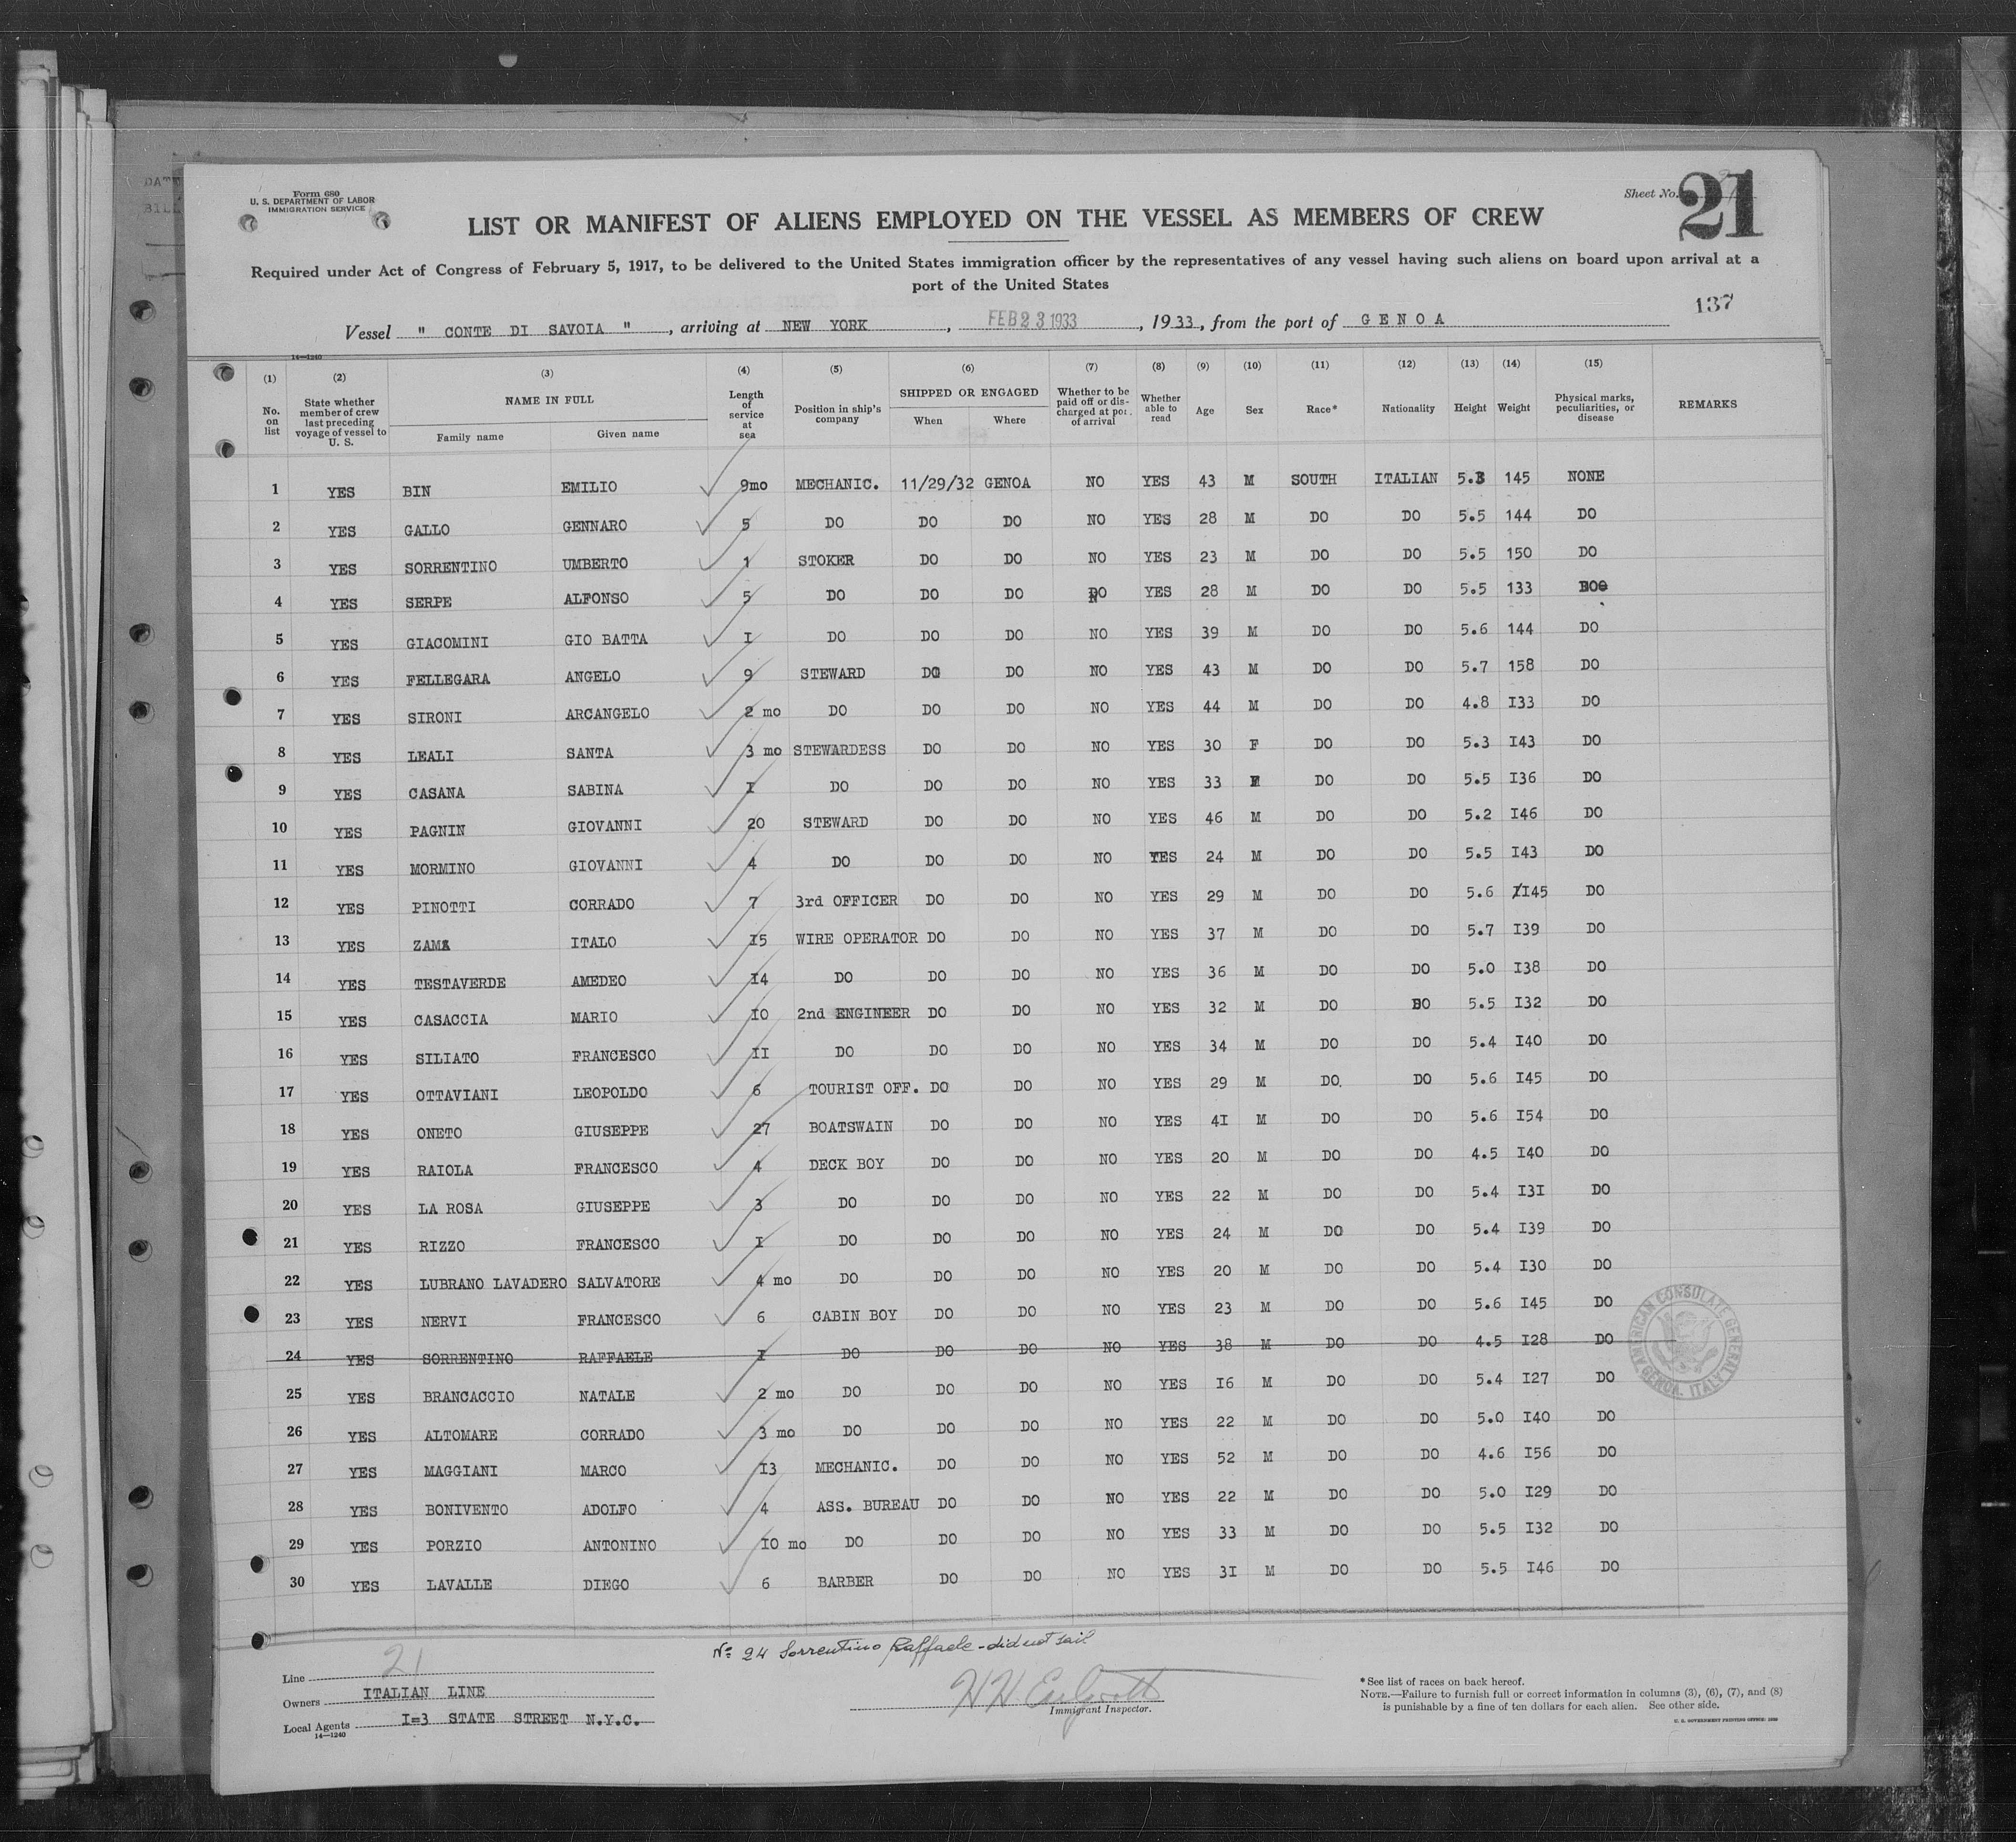 Form 680
U. S. DEPARTMENT OF LABOR
IMMIGRATION SERVICE
Sheet No. 21
LIST OR MANIFEST OF ALIENS EMPLOYED ON THE VESSEL AS MEMBERS OF CREW
Required under Act of Congress of February 5, 1917, to be delivered to the United States immigration officer by the representatives of any vessel having such aliens on board upon arrival at a
port of the United States
137
Vessel " CONTE DI SAVOIA " , arriving at NEW YORK , FEB 23 1933 , 1933, from the port of GENOA
14—1240
(1) (2) (3) (4) (5) (6) (7) (8) (9) (10) (11) (12) (13) (14) (15)
No. on list | State whether member of crew last preceding voyage of vessel to U. S. | NAME IN FULL Family name Given name | Length of service at sea | Position in ship's company | SHIPPED OR ENGAGED When Where | Whether to be paid off or discharged at port of arrival | Whether able to read | Age | Sex | Race* | Nationality | Height | Weight | Physical marks, peculiarities, or disease | REMARKS
1 YES BIN EMILIO 9mo MECHANIC. 11/29/32 GENOA NO YES 43 M SOUTH ITALIAN 5.3 145 NONE
2 YES GALLO GENNARO 5 DO DO DO NO YES 28 M DO DO 5.5 144 DO
3 YES SORRENTINO UMBERTO 1 STOKER DO DO NO YES 23 M DO DO 5.5 150 DO
4 YES SERPE ALFONSO 5 DO DO DO NO YES 28 M DO DO 5.5 133 DO
5 YES GIACOMINI GIO BATTA I DO DO DO NO YES 39 M DO DO 5.6 144 DO
6 YES FELLEGARA ANGELO 9 STEWARD DO DO NO YES 43 M DO DO 5.7 158 DO
7 YES SIRONI ARCANGELO 2 mo DO DO DO NO YES 44 M DO DO 4.8 I33 DO
8 YES LEALI SANTA 3 mo STEWARDESS DO DO NO YES 30 F DO DO 5.3 I43 DO
9 YES CASANA SABINA I DO DO DO NO YES 33 F DO DO 5.5 I36 DO
10 YES PAGNIN GIOVANNI 20 STEWARD DO DO NO YES 46 M DO DO 5.2 I46 DO
11 YES MORMINO GIOVANNI 4 DO DO DO NO YES 24 M DO DO 5.5 I43 DO
12 YES PINOTTI CORRADO 7 3rd OFFICER DO DO NO YES 29 M DO DO 5.6 I145 DO
13 YES ZAMA ITALO I5 WIRE OPERATOR DO DO NO YES 37 M DO DO 5.7 I39 DO
14 YES TESTAVERDE AMEDEO I4 DO DO DO NO YES 36 M DO DO 5.0 I38 DO
15 YES CASACCIA MARIO I0 2nd ENGINEER DO DO NO YES 32 M DO DO 5.5 I32 DO
16 YES SILIATO FRANCESCO II DO DO DO NO YES 34 M DO DO 5.4 I40 DO
17 YES OTTAVIANI LEOPOLDO 6 TOURIST OFF. DO DO NO YES 29 M DO. DO 5.6 I45 DO
18 YES ONETO GIUSEPPE 27 BOATSWAIN DO DO NO YES 4I M DO DO 5.6 I54 DO
19 YES RAIOLA FRANCESCO 4 DECK BOY DO DO NO YES 20 M DO DO 4.5 I40 DO
20 YES LA ROSA GIUSEPPE 3 DO DO DO NO YES 22 M DO DO 5.4 I3I DO
21 YES RIZZO FRANCESCO I DO DO DO NO YES 24 M DO DO 5.4 I39 DO
22 YES LUBRANO LAVADERO SALVATORE 4 mo DO DO DO NO YES 20 M DO DO 5.4 I30 DO
23 YES NERVI FRANCESCO 6 CABIN BOY DO DO NO YES 23 M DO DO 5.6 I45 DO
24 YES SORRENTINO RAFFAELE I DO DO DO NO YES 38 M DO DO 4.5 I28 DO
25 YES BRANCACCIO NATALE 2 mo DO DO DO NO YES I6 M DO DO 5.4 I27 DO
26 YES ALTOMARE CORRADO 3 mo DO DO DO NO YES 22 M DO DO 5.0 I40 DO
27 YES MAGGIANI MARCO I3 MECHANIC. DO DO NO YES 52 M DO DO 4.6 I56 DO
28 YES BONIVENTO ADOLFO 4 ASS. BUREAU DO DO NO YES 22 M DO DO 5.0 I29 DO
29 YES PORZIO ANTONINO I0 mo DO DO DO NO YES 33 M DO DO 5.5 I32 DO
30 YES LAVALLE DIEGO 6 BARBER DO DO NO YES 3I M DO DO 5.5 I46 DO
AMERICAN CONSULATE GENERAL GENOA, ITALY
No 24 Sorrentino Raffaele - did not sail
Line 21
Owners ITALIAN LINE
Local Agents I=3 STATE STREET N.Y.C.
14—1240
Immigrant Inspector.
*See list of races on back hereof.
NOTE.—Failure to furnish full or correct information in columns (3), (6), (7), and (8)
is punishable by a fine of ten dollars for each alien. See other side.
U. S. GOVERNMENT PRINTING OFFICE:
DATE
BILL